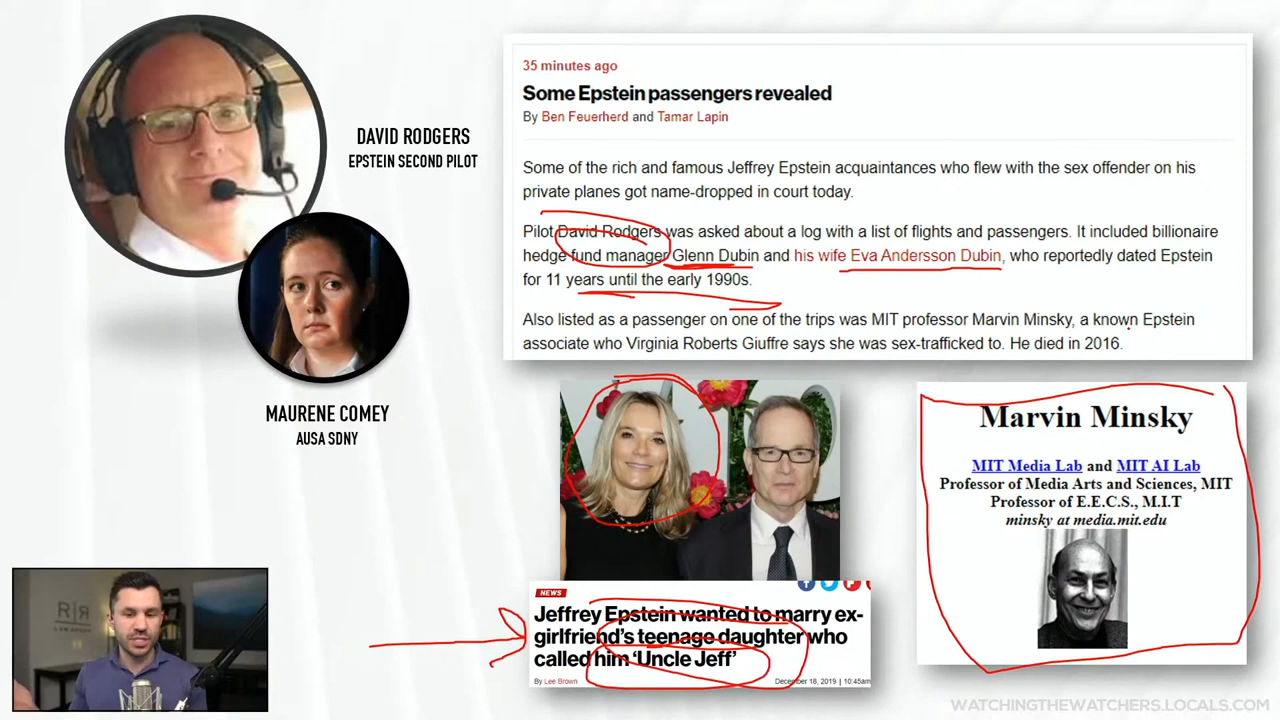 DAVID RODGERS
EPSTEIN SECOND PILOT
MAURENE COMEY
AUSA SDNY
35 minutes ago
Some Epstein passengers revealed
By Ben Feuerherd and Tamar Lapin
Some of the rich and famous Jeffrey Epstein acquaintances who flew with the sex offender on his
private planes got name-dropped in court today.
Pilot David Rodgers was asked about a log with a list of flights and passengers. It included billionaire
hedge fund manager Glenn Dubin and his wife Eva Andersson Dubin, who reportedly dated Epstein
for 11 years until the early 1990s.
Also listed as a passenger on one of the trips was MIT professor Marvin Minsky, a known Epstein
associate who Virginia Roberts Giuffre says she was sex-trafficked to. He died in 2016.
NEWS
Jeffrey Epstein wanted to marry ex-
girlfriend's teenage daughter who
called him 'Uncle Jeff'
By Lee Brown
December 18, 2019 | 10:45am
Marvin Minsky
MIT Media Lab and MIT AI Lab
Professor of Media Arts and Sciences, MIT
Professor of E.E.C.S., M.I.T
minsky at media.mit.edu
R|R
WATCHINGTHEWATCHERS.LOCALS.COM